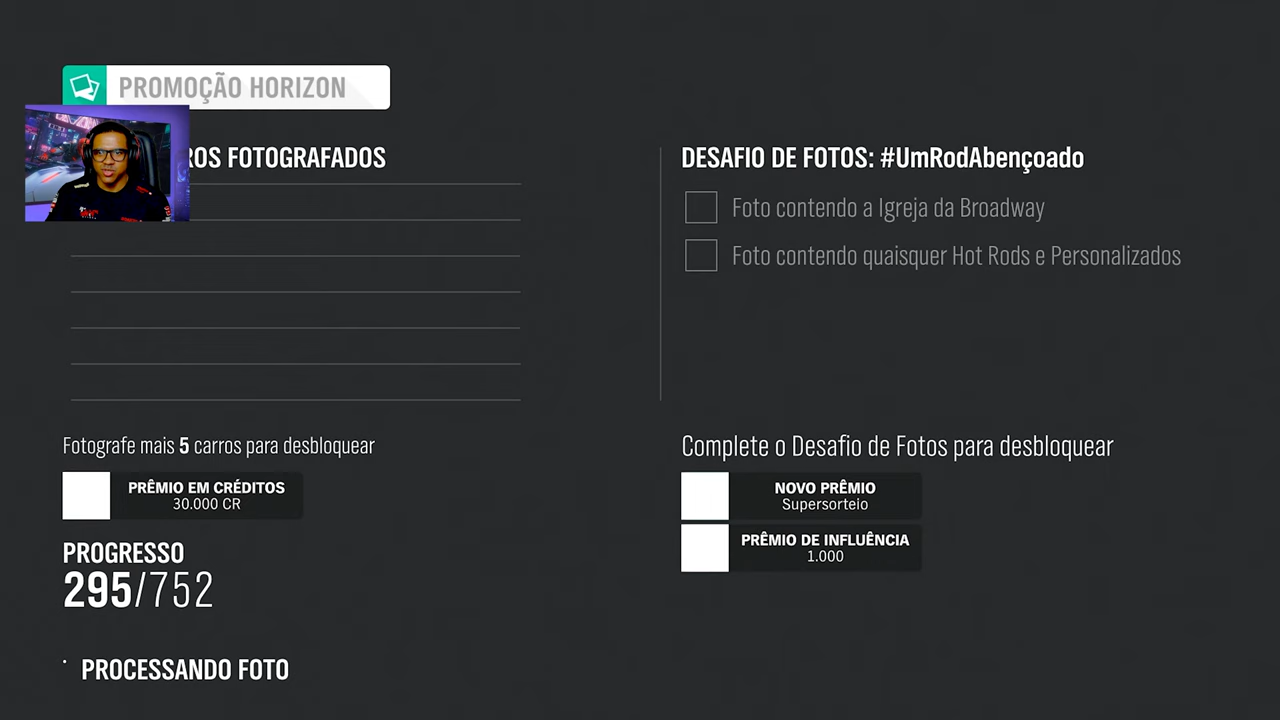 PROMOÇÃO HORIZON
ROS FOTOGRAFADOS
Fotografe mais 5 carros para desbloquear
PRÊMIO EM CRÉDITOS
30.000 CR
PROGRESSO
295/752
PROCESSANDO FOTO
DESAFIO DE FOTOS: #UmRodAbençoado
Foto contendo a Igreja da Broadway
Foto contendo quaisquer Hot Rods e Personalizados
Complete o Desafio de Fotos para desbloquear
NOVO PRÊMIO
Supersorteio
PRÊMIO DE INFLUÊNCIA
1.000